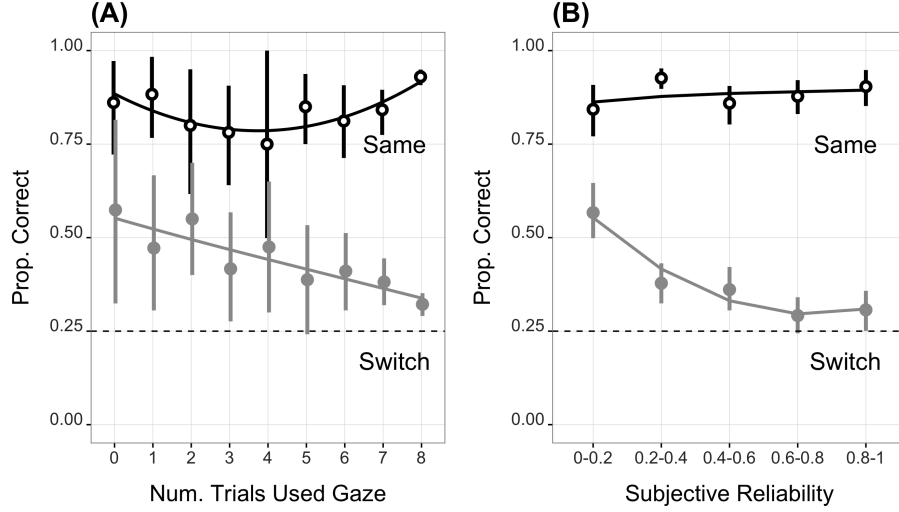 (A)
Prop. Correct
1.00
0.75
0.50
0.25
0.00
Same
Switch
0 1 2 3 4 5 6 7 8
Num. Trials Used Gaze
(B)
Prop. Correct
1.00
0.75
0.50
0.25
0.00
Same
Switch
0-0.2 0.2-0.4 0.4-0.6 0.6-0.8 0.8-1
Subjective Reliability